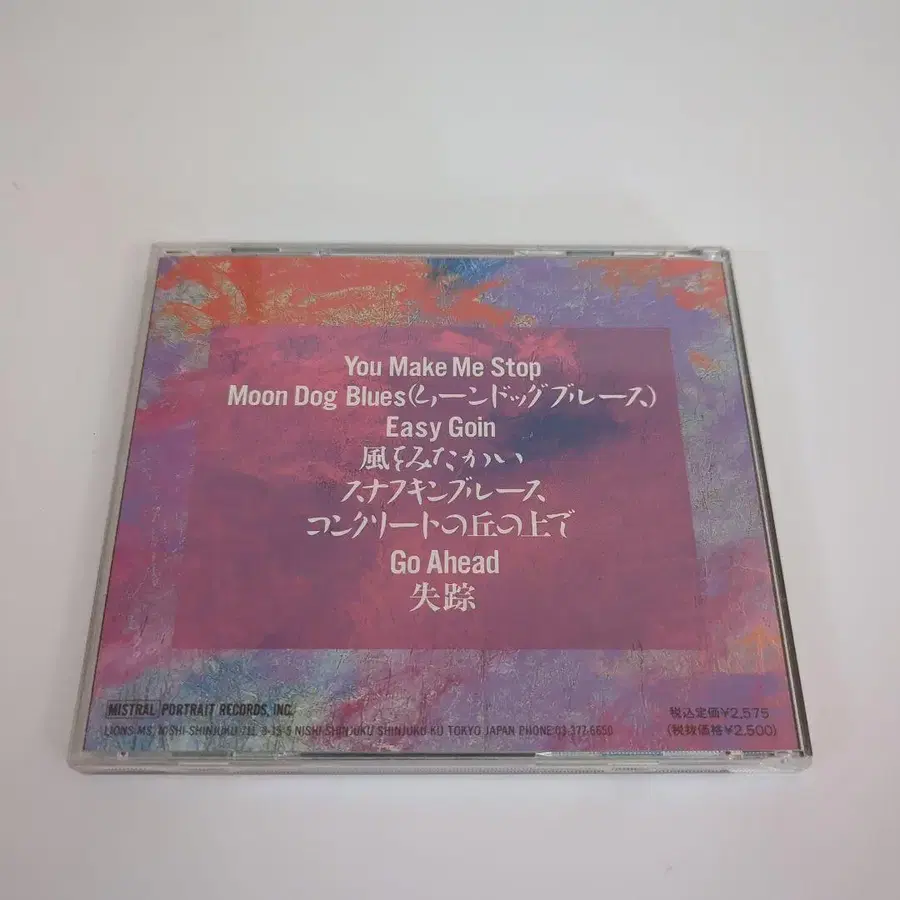 You Make Me Stop
Moon Dog Blues(ムーンドッグブルース)
Easy Goin
風をみたかい
スナフキンブルース
コンクリートの丘の上で
Go Ahead
失踪
MISTRAL PORTRAIT RECORDS, INC.
税込定価¥2,575
LIONS MS, NISHI-SHINJUKU 3-15-5 NISHI-SHINJUKU SHINJUKU-KU TOKYO JAPAN PHONE:03-377-6650
(税抜価格¥2,500)